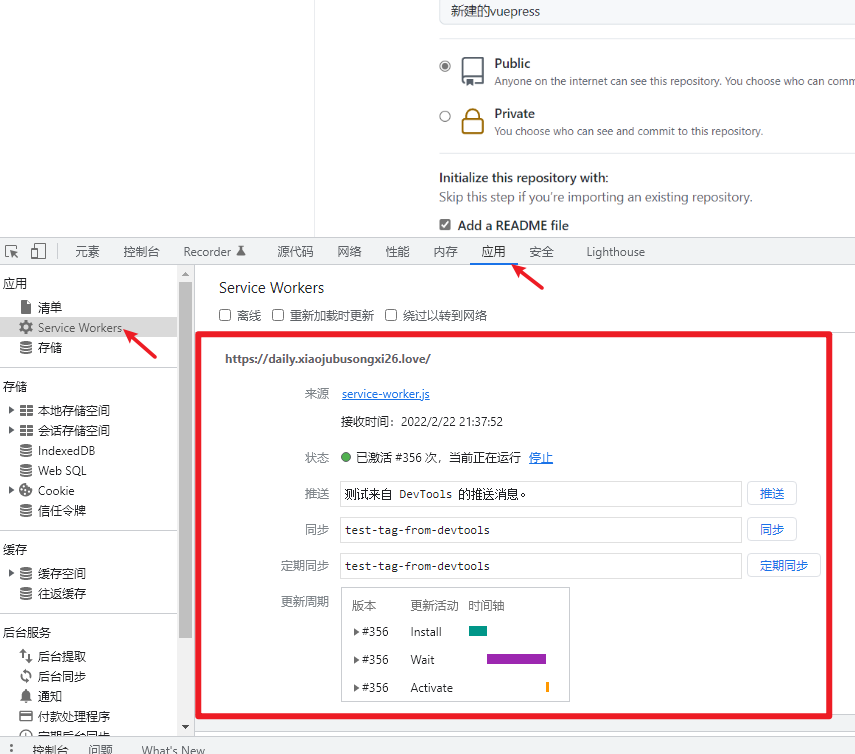 新建的vuepress
Public
Anyone on the internet can see this repository. You choose who can comm
Private
You choose who can see and commit to this repository.
Initialize this repository with:
Skip this step if you're importing an existing repository.
Add a README file
元素 控制台 Recorder 源代码 网络 性能 内存 应用 安全 Lighthouse
应用
清单
Service Workers
存储
存储
本地存储空间
会话存储空间
IndexedDB
Web SQL
Cookie
信任令牌
缓存
缓存空间
往返缓存
后台服务
后台提取
后台同步
通知
付款处理程序
定期后台同步
Service Workers
离线 重新加载时更新 绕过以转到网络
https://daily.xiaojubusongxi26.love/
来源 service-worker.js
接收时间：2022/2/22 21:37:52
状态 已激活 #356 次，当前正在运行 停止
推送 测试来自 DevTools 的推送消息。 推送
同步 test-tag-from-devtools 同步
定期同步 test-tag-from-devtools 定期同步
更新周期 版本 更新活动 时间轴
#356 Install
#356 Wait
#356 Activate
控制台 问题 What's New